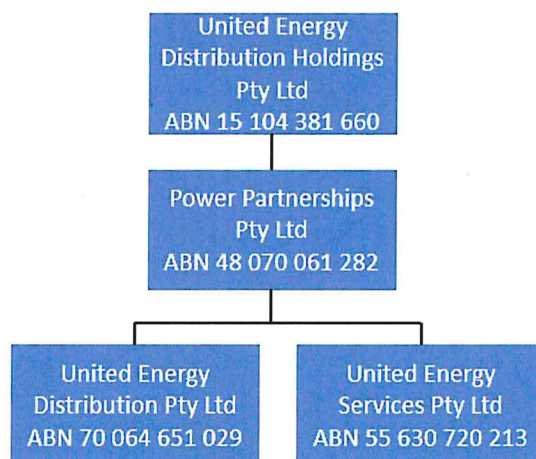 United Energy
Distribution Holdings
Pty Ltd
ABN 15 104 381 660
Power Partnerships
Pty Ltd
ABN 48 070 061 282
United Energy
Distribution Pty Ltd
ABN 70 064 651 029
United Energy
Services Pty Ltd
ABN 55 630 720 213